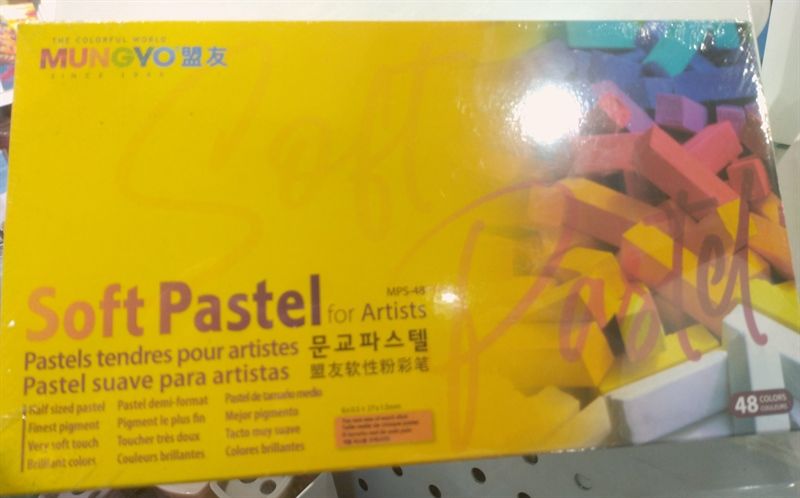 THE COLORFUL WORLD
MUNGYO®盟友
SINCE 1946
Soft
Pastel
MPS-48
Soft Pastel for Artists
Pastels tendres pour artistes 문교파스텔
Pastel suave para artistas 盟友软性粉彩笔
Half sized pastel Pastel demi-format Pastel de tamaño medio
Finest pigment Pigment le plus fin Mejor pigmento
Very soft touch Toucher très doux Tacto muy suave
Brilliant colors Couleurs brillantes Colores brillantes
48 COLORS
COULEURS